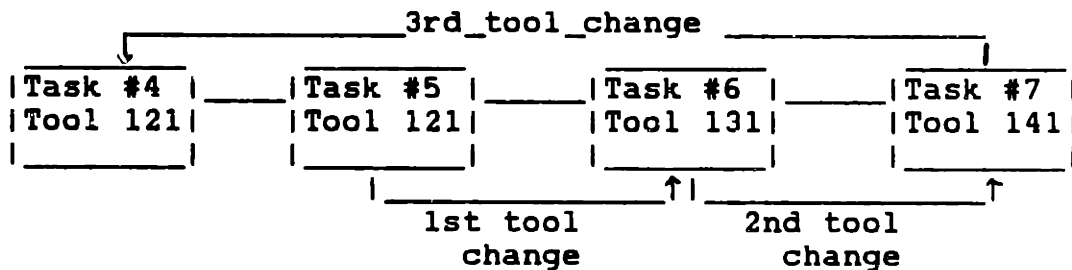 3rd_tool_change
Task #4 Task #5 Task #6 Task #7
Tool 121 Tool 121 Tool 131 Tool 141
1st tool 2nd tool
change change